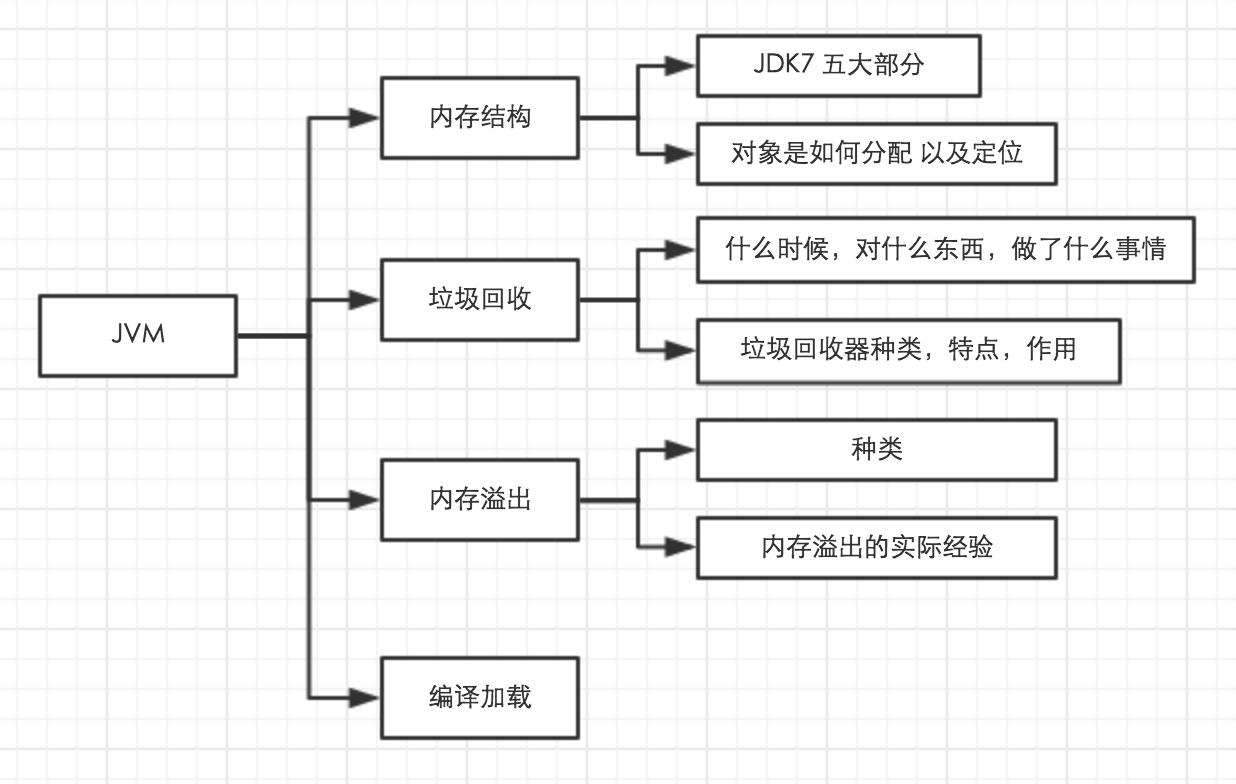 JVM
内存结构
JDK7 五大部分
对象是如何分配 以及定位
垃圾回收
什么时候，对什么东西，做了什么事情
垃圾回收器种类，特点，作用
内存溢出
种类
内存溢出的实际经验
编译加载